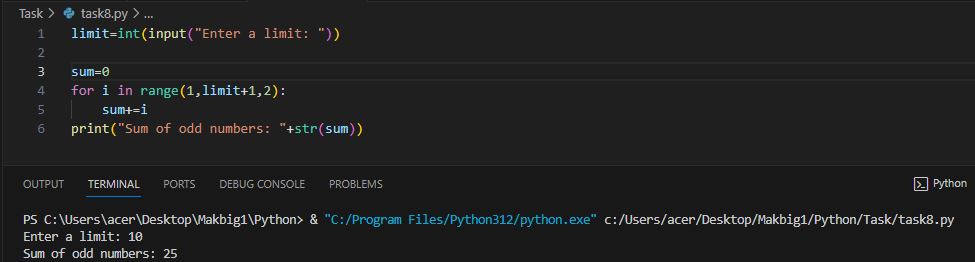 Task > task8.py > ...
1 limit=int(input("Enter a limit: "))
2
3 sum=0
4 for i in range(1,limit+1,2):
5     sum+=i
6 print("Sum of odd numbers: "+str(sum))
OUTPUT TERMINAL PORTS DEBUG CONSOLE PROBLEMS Python
PS C:\Users\acer\Desktop\Makbig1\Python> & "C:/Program Files/Python312/python.exe" c:/Users/acer/Desktop/Makbig1/Python/Task/task8.py
Enter a limit: 10
Sum of odd numbers: 25